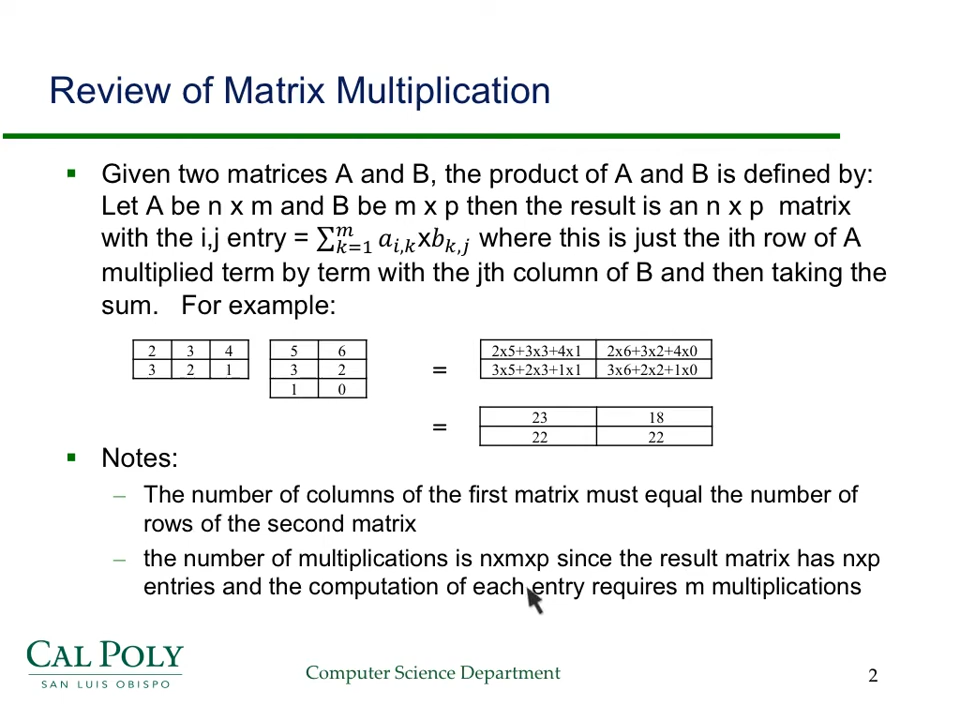 Review of Matrix Multiplication
▪ Given two matrices A and B, the product of A and B is defined by:
Let A be n x m and B be m x p then the result is an n x p matrix
with the i,j entry = ∑_{k=1}^{m} a_{i,k}xb_{k,j} where this is just the ith row of A
multiplied term by term with the jth column of B and then taking the
sum. For example:
2 3 4
3 2 1
5 6
3 2
1 0
=
2x5+3x3+4x1 2x6+3x2+4x0
3x5+2x3+1x1 3x6+2x2+1x0
=
23 18
22 22
▪ Notes:
– The number of columns of the first matrix must equal the number of
rows of the second matrix
– the number of multiplications is nxmxp since the result matrix has nxp
entries and the computation of each entry requires m multiplications
CAL POLY
SAN LUIS OBISPO
Computer Science Department
2